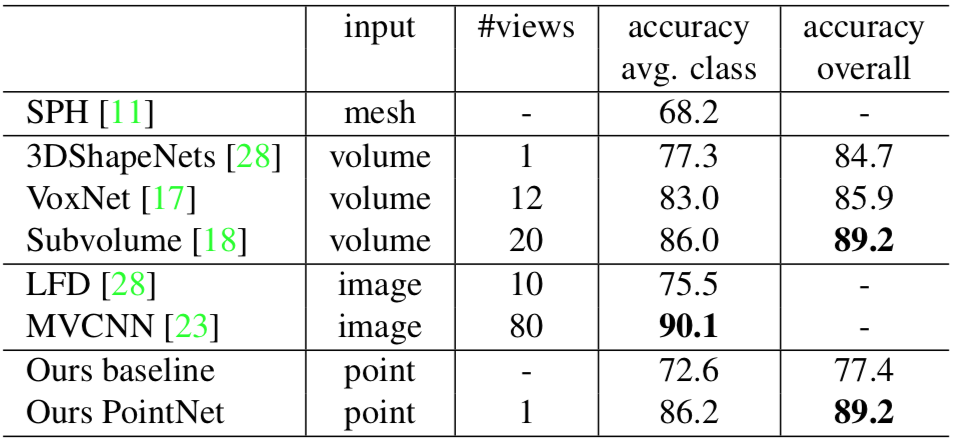 input #views accuracy accuracy
avg. class overall
SPH [11] mesh - 68.2 -
3DShapeNets [28] volume 1 77.3 84.7
VoxNet [17] volume 12 83.0 85.9
Subvolume [18] volume 20 86.0 89.2
LFD [28] image 10 75.5 -
MVCNN [23] image 80 90.1 -
Ours baseline point - 72.6 77.4
Ours PointNet point 1 86.2 89.2